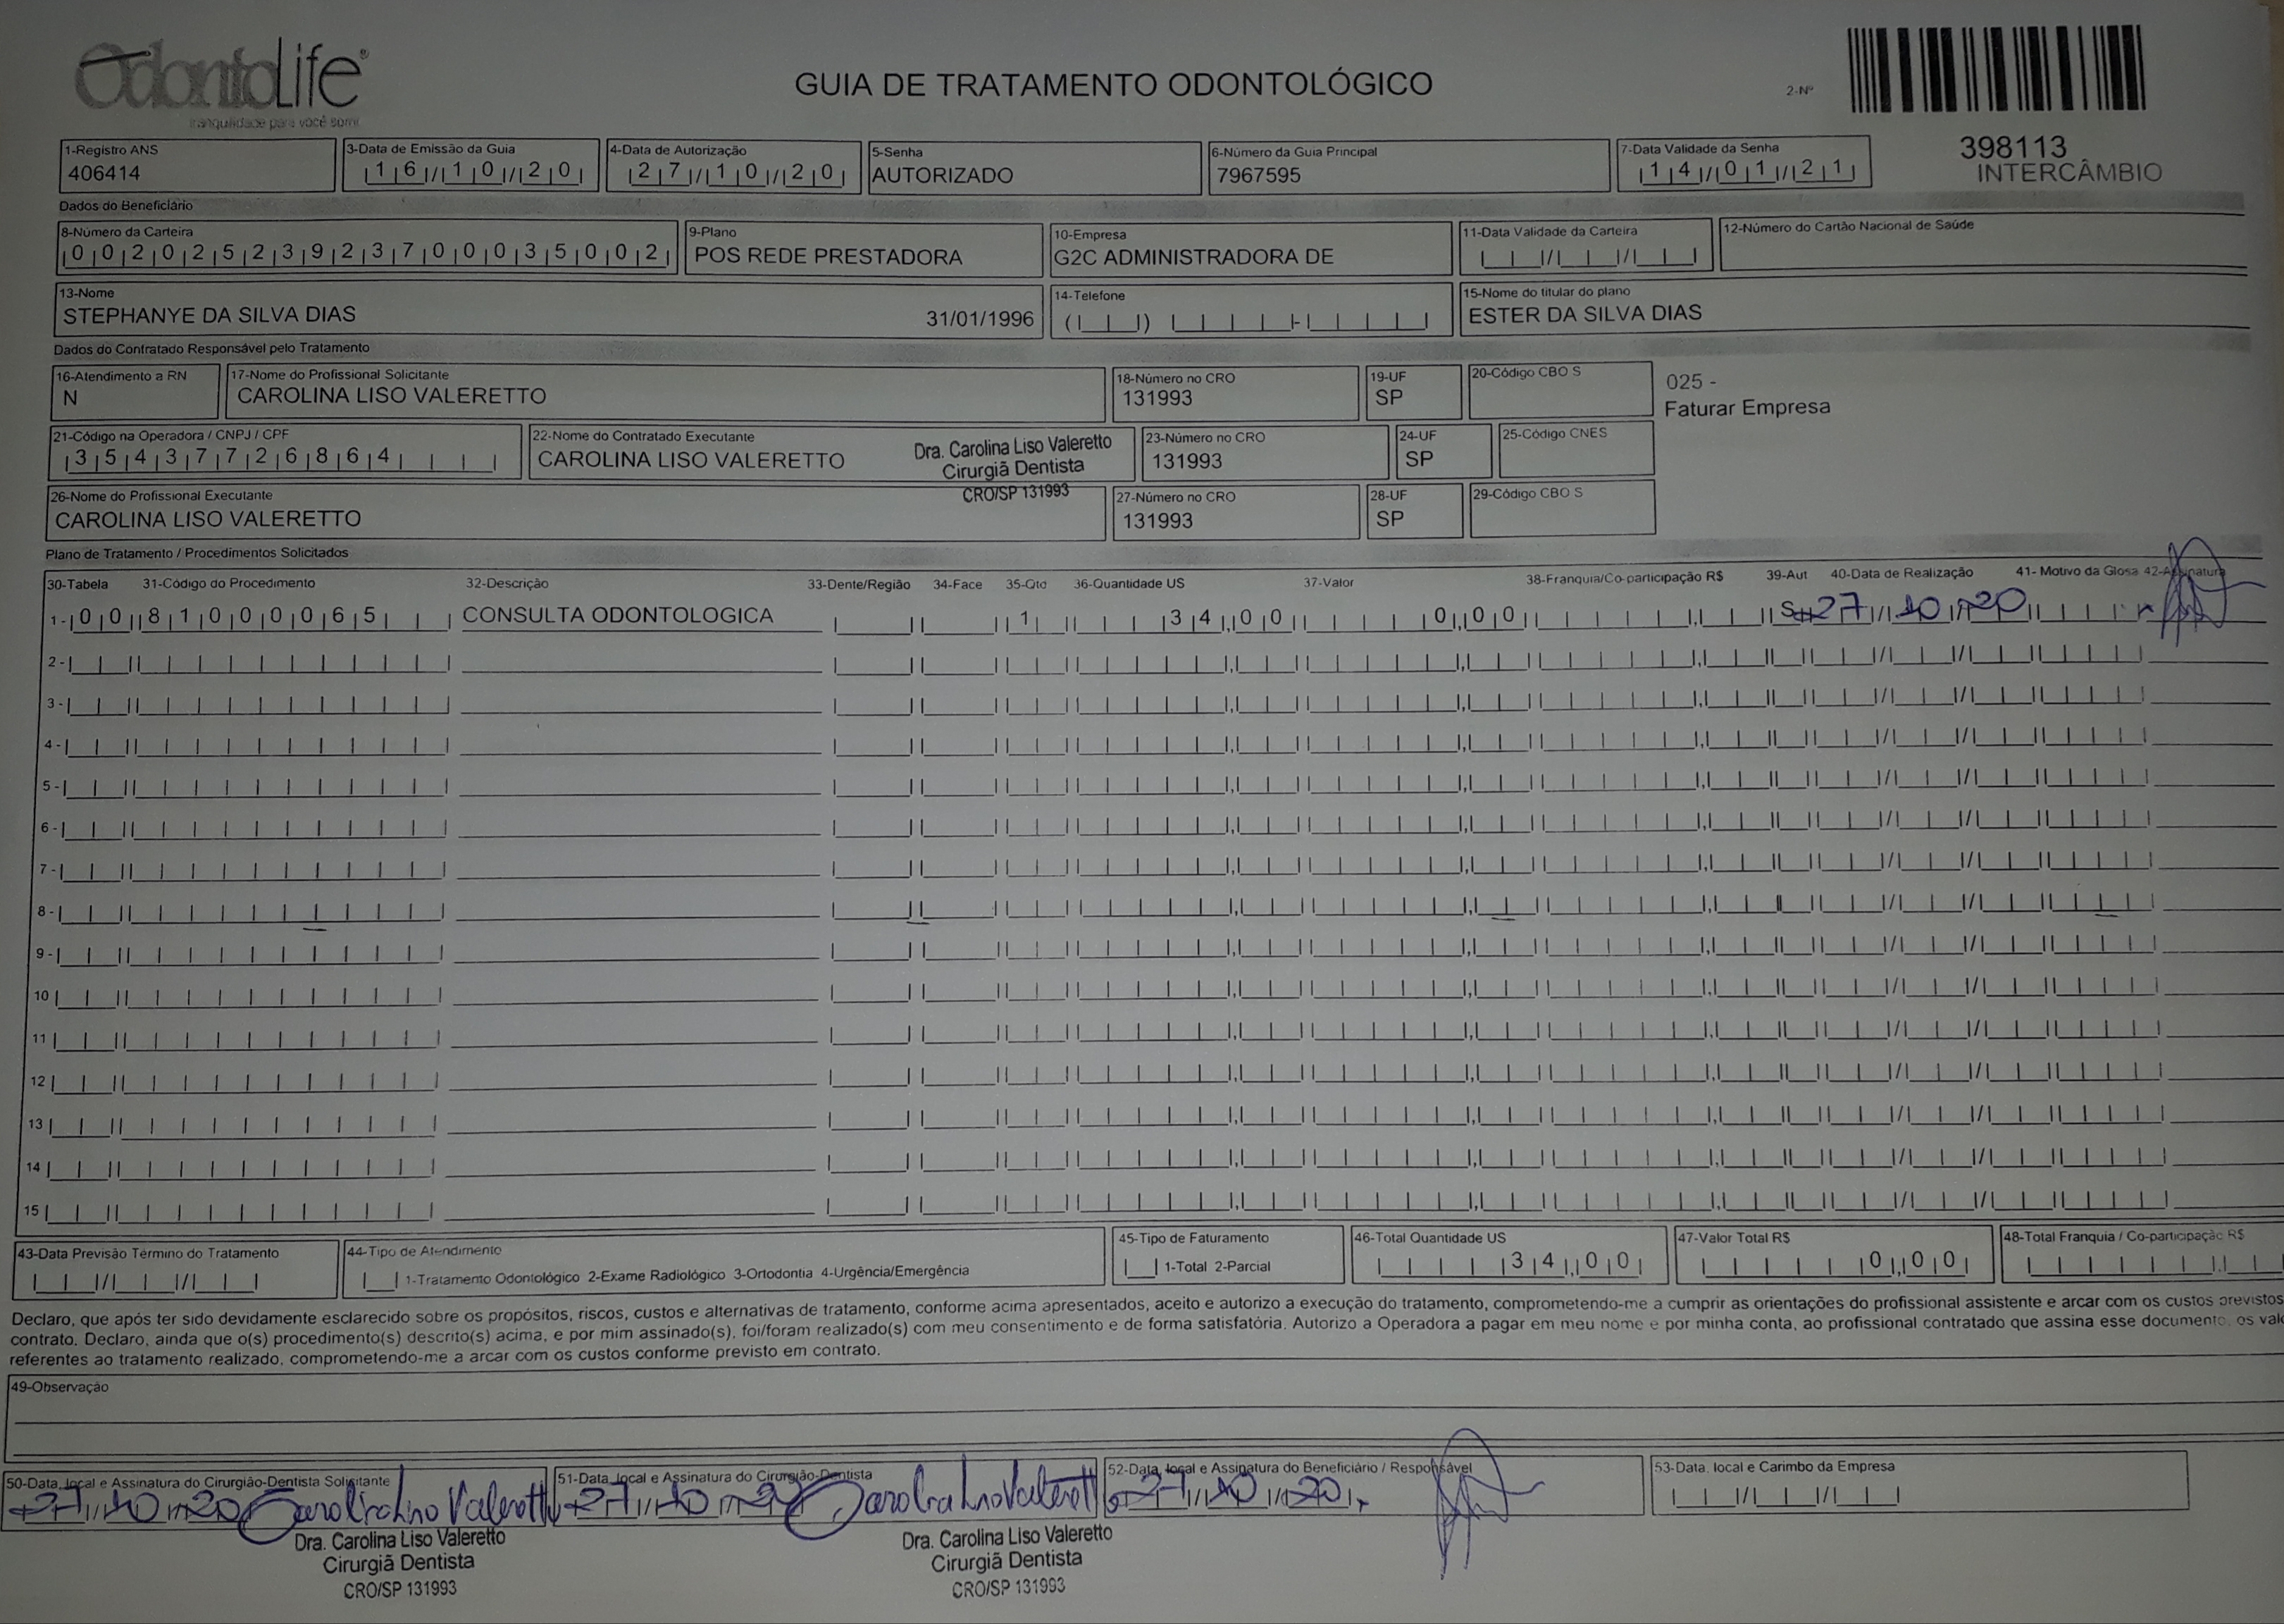 OdontoLife®
tranquilidade para você sorrir
GUIA DE TRATAMENTO ODONTOLÓGICO
2-Nº
398113
INTERCÂMBIO
1-Registro ANS
406414
3-Data de Emissão da Guia
16/10/20
4-Data de Autorização
27/10/20
5-Senha
AUTORIZADO
6-Número da Guia Principal
7967595
7-Data Validade da Senha
14/01/21
Dados do Beneficiário
8-Número da Carteira
00202523923700035002
9-Plano
POS REDE PRESTADORA
10-Empresa
G2C ADMINISTRADORA DE
11-Data Validade da Carteira
12-Número do Cartão Nacional de Saúde
13-Nome
STEPHANYE DA SILVA DIAS 31/01/1996
14-Telefone
15-Nome do titular do plano
ESTER DA SILVA DIAS
Dados do Contratado Responsável pelo Tratamento
16-Atendimento a RN
N
17-Nome do Profissional Solicitante
CAROLINA LISO VALERETTO
18-Número no CRO
131993
19-UF
SP
20-Código CBO S
025 -
Faturar Empresa
21-Código na Operadora / CNPJ / CPF
35437726864
22-Nome do Contratado Executante
CAROLINA LISO VALERETTO
Dra. Carolina Liso Valeretto
Cirurgiã Dentista
CRO/SP 131993
23-Número no CRO
131993
24-UF
SP
25-Código CNES
26-Nome do Profissional Executante
CAROLINA LISO VALERETTO
27-Número no CRO
131993
28-UF
SP
29-Código CBO S
Plano de Tratamento / Procedimentos Solicitados
30-Tabela 31-Código do Procedimento 32-Descrição 33-Dente/Região 34-Face 35-Qtd 36-Quantidade US 37-Valor 38-Franquia/Co-participação R$ 39-Aut 40-Data de Realização 41- Motivo da Glosa 42-Assinatura
1- 00 81000065 CONSULTA ODONTOLOGICA 1 34,00 0,00 S 27/10/20
2-
3-
4-
5-
6-
7-
8-
9-
10
11
12
13
14
15
43-Data Previsão Término do Tratamento
44-Tipo de Atendimento
1-Tratamento Odontológico 2-Exame Radiológico 3-Ortodontia 4-Urgência/Emergência
45-Tipo de Faturamento
1-Total 2-Parcial
46-Total Quantidade US
34,00
47-Valor Total R$
0,00
48-Total Franquia / Co-participação R$
Declaro, que após ter sido devidamente esclarecido sobre os propósitos, riscos, custos e alternativas de tratamento, conforme acima apresentados, aceito e autorizo a execução do tratamento, comprometendo-me a cumprir as orientações do profissional assistente e arcar com os custos previstos
contrato. Declaro, ainda que o(s) procedimento(s) descrito(s) acima, e por mim assinado(s), foi/foram realizado(s) com meu consentimento e de forma satisfatória. Autorizo a Operadora a pagar em meu nome e por minha conta, ao profissional contratado que assina esse documento, os
referentes ao tratamento realizado, comprometendo-me a arcar com os custos conforme previsto em contrato.
49-Observação
50-Data, local e Assinatura do Cirurgião-Dentista Solicitante
27/10/20 Carolina Liso Valeretto
Dra. Carolina Liso Valeretto
Cirurgiã Dentista
CRO/SP 131993
51-Data, local e Assinatura do Cirurgião-Dentista
27/10/20 Carolina Liso Valeretto
Dra. Carolina Liso Valeretto
Cirurgiã Dentista
CRO/SP 131993
52-Data, local e Assinatura do Beneficiário / Responsável
27/10/20
53-Data, local e Carimbo da Empresa